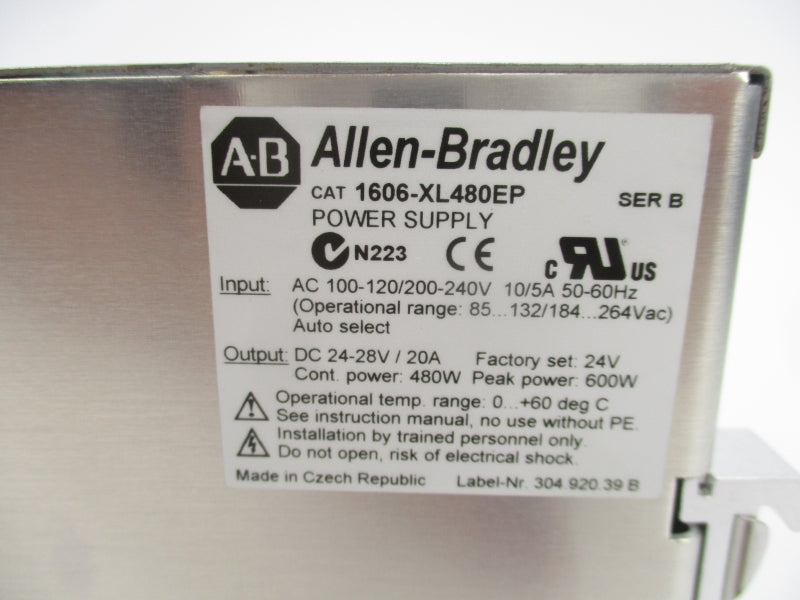 A·B Allen-Bradley
CAT 1606-XL480EP SER B
POWER SUPPLY
N223 CE c RU US
Input: AC 100-120/200-240V 10/5A 50-60Hz
(Operational range: 85...132/184...264Vac)
Auto select
Output: DC 24-28V / 20A Factory set: 24V
Cont. power: 480W Peak power: 600W
Operational temp. range: 0...+60 deg C
See instruction manual, no use without PE.
Installation by trained personnel only.
Do not open, risk of electrical shock.
Made in Czech Republic Label-Nr. 304.920.39 B